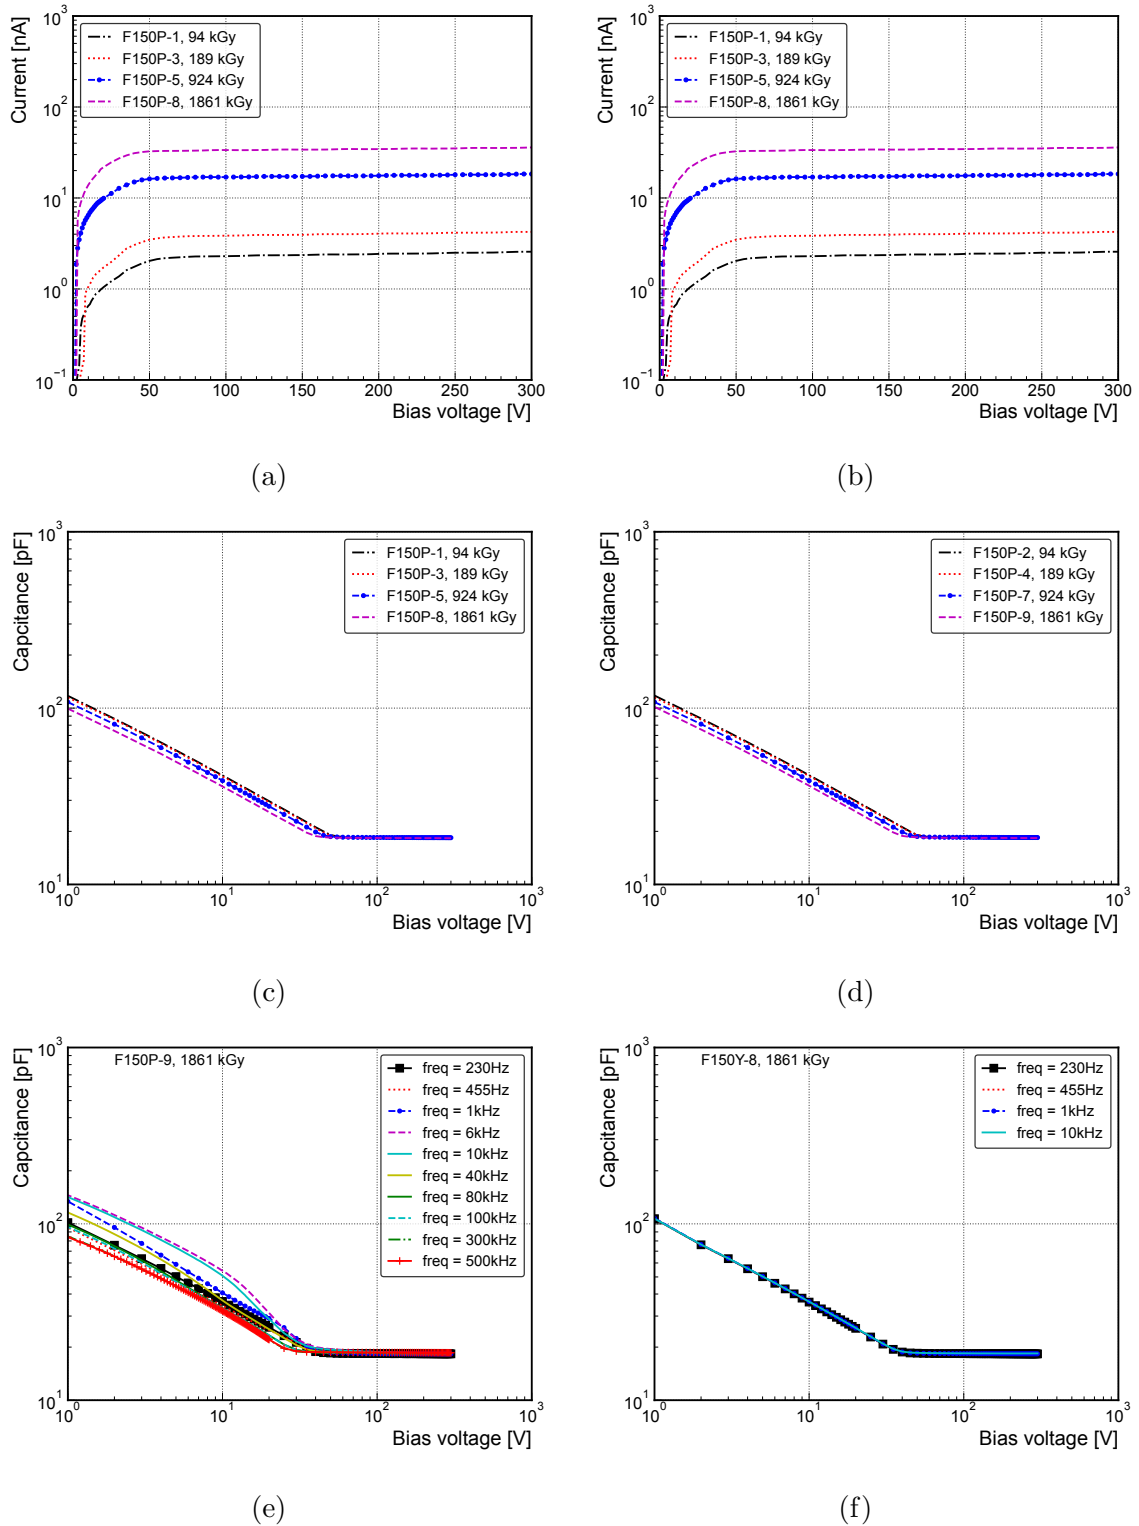 Current [nA]
10^3
10^2
10^1
10^0
10^-1
F150P-1, 94 kGy
F150P-3, 189 kGy
F150P-5, 924 kGy
F150P-8, 1861 kGy
0 50 100 150 200 250 300
Bias voltage [V]
(a)
Current [nA]
10^3
10^2
10^1
10^0
10^-1
F150P-1, 94 kGy
F150P-3, 189 kGy
F150P-5, 924 kGy
F150P-8, 1861 kGy
0 50 100 150 200 250 300
Bias voltage [V]
(b)
Capcitance [pF]
10^3
10^2
10^1
F150P-1, 94 kGy
F150P-3, 189 kGy
F150P-5, 924 kGy
F150P-8, 1861 kGy
10^0 10^1 10^2 10^3
Bias voltage [V]
(c)
Capcitance [pF]
10^3
10^2
10^1
F150P-2, 94 kGy
F150P-4, 189 kGy
F150P-7, 924 kGy
F150P-9, 1861 kGy
10^0 10^1 10^2 10^3
Bias voltage [V]
(d)
Capcitance [pF]
10^3
10^2
10^1
F150P-9, 1861 kGy
freq = 230Hz
freq = 455Hz
freq = 1kHz
freq = 6kHz
freq = 10kHz
freq = 40kHz
freq = 80kHz
freq = 100kHz
freq = 300kHz
freq = 500kHz
10^0 10^1 10^2 10^3
Bias voltage [V]
(e)
Capcitance [pF]
10^3
10^2
10^1
F150Y-8, 1861 kGy
freq = 230Hz
freq = 455Hz
freq = 1kHz
freq = 10kHz
10^0 10^1 10^2 10^3
Bias voltage [V]
(f)